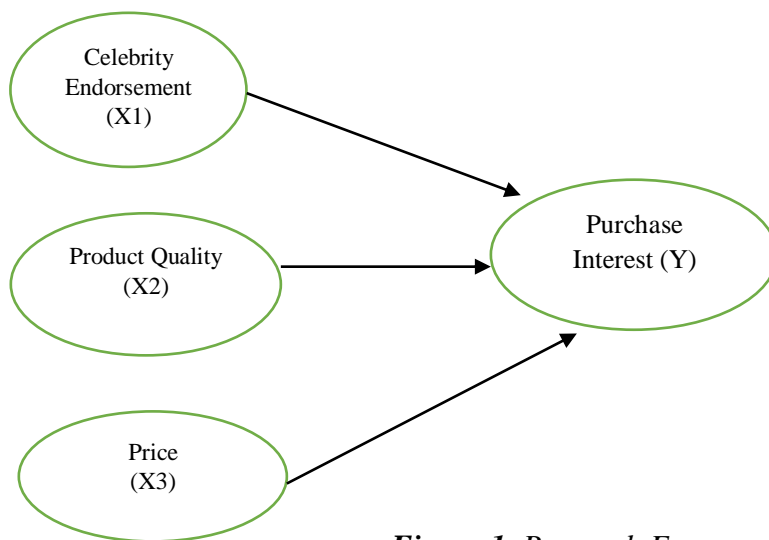 Celebrity
Endorsement
(X1)
Purchase
Interest (Y)
Product Quality
(X2)
Price
(X3)